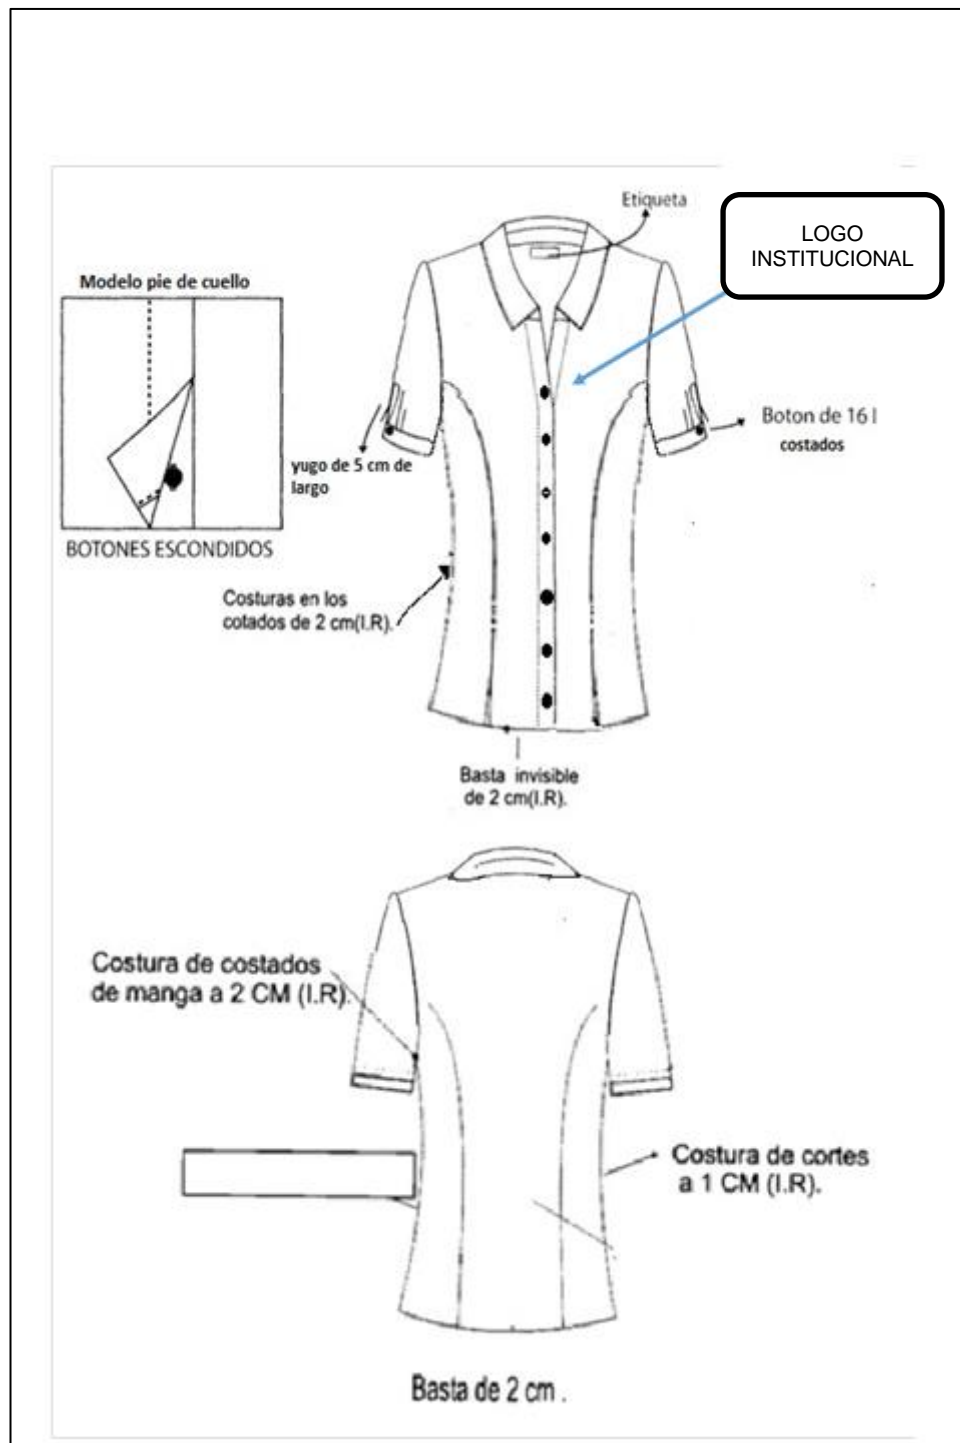 Etiqueta
LOGO
INSTITUCIONAL
Modelo pie de cuello
Boton de 16 l
costados
yugo de 5 cm de
largo
BOTONES ESCONDIDOS
Costuras en los
cotados de 2 cm(I.R).
Basta invisible
de 2 cm(I.R).
Costura de costados
de manga a 2 CM (I.R).
Costura de cortes
a 1 CM (I.R).
Basta de 2 cm .